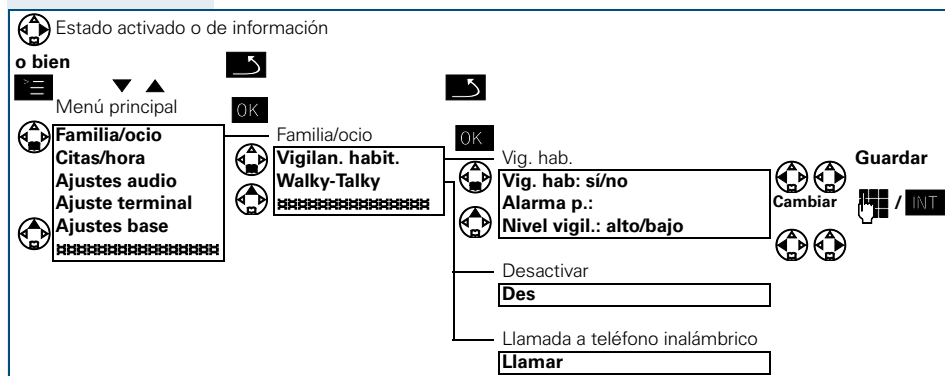 Estado activado o de información
o bien
Menú principal
OK
Familia/ocio
Citas/hora
Ajustes audio
Ajuste terminal
Ajustes base
Familia/ocio
Vigilan. habit.
Walky-Talky
OK
Vig. hab.
Vig. hab: sí/no
Alarma p.:
Nivel vigil.: alto/bajo
Cambiar
Guardar
/ INT
Desactivar
Des
Llamada a teléfono inalámbrico
Llamar